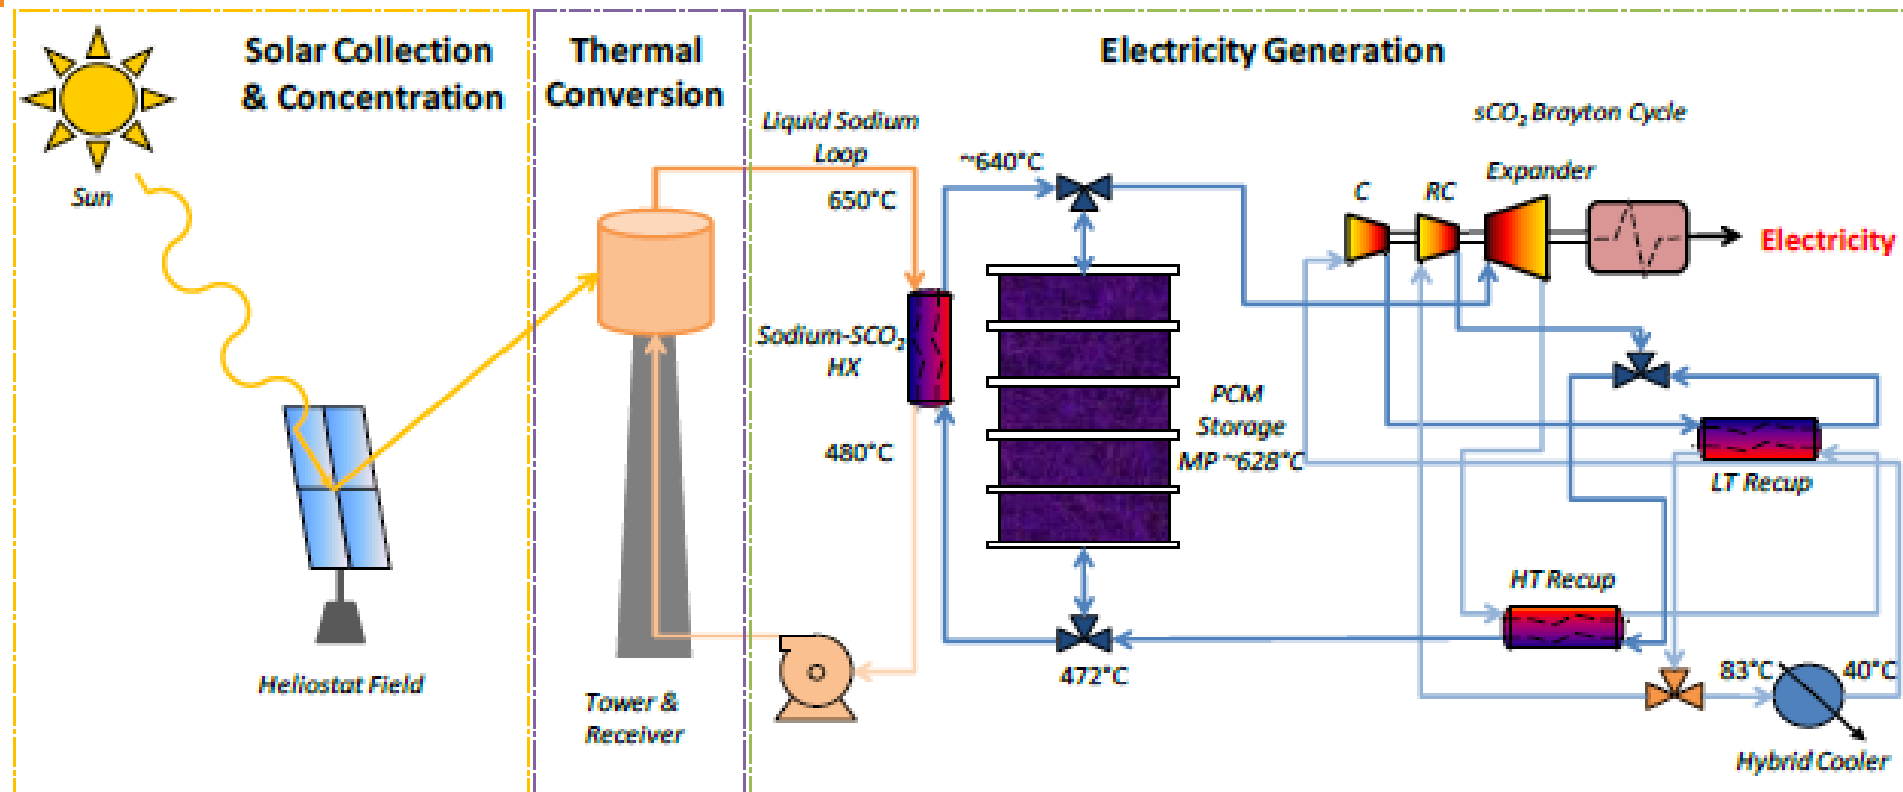 Solar Collection
& Concentration
Thermal
Conversion
Electricity Generation
Sun
Heliostat Field
Tower &
Receiver
Liquid Sodium
Loop
650°C
Sodium-SCO₂
HX
480°C
~640°C
PCM
Storage
MP ~628°C
472°C
sCO₂ Brayton Cycle
Expander
C
RC
Electricity
LT Recup
HT Recup
83°C
40°C
Hybrid Cooler